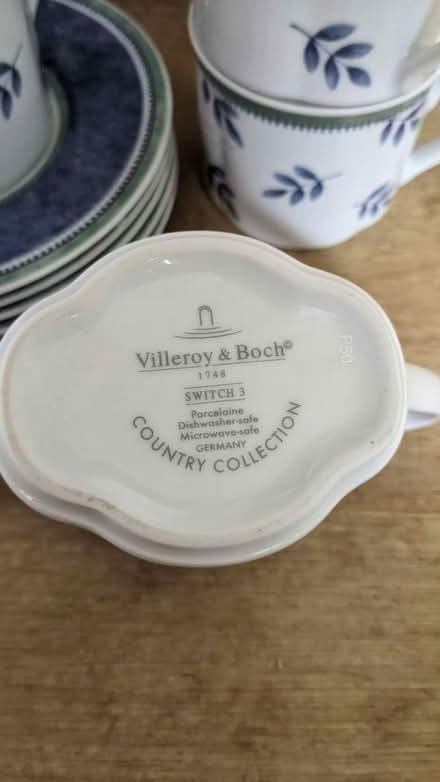 Villeroy & Boch©
1748
SWITCH 3
Porcelaine
Dishwasher-safe
Microwave-safe
GERMANY
COUNTRY COLLECTION